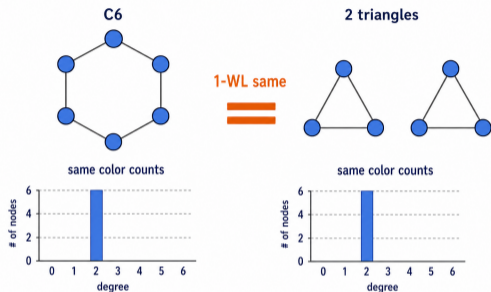 C6
2 triangles
1-WL same
same color counts
# of nodes
6
4
2
0
0 1 2 3 4 5 6
degree
same color counts
# of nodes
6
4
2
0
0 1 2 3 4 5 6
degree